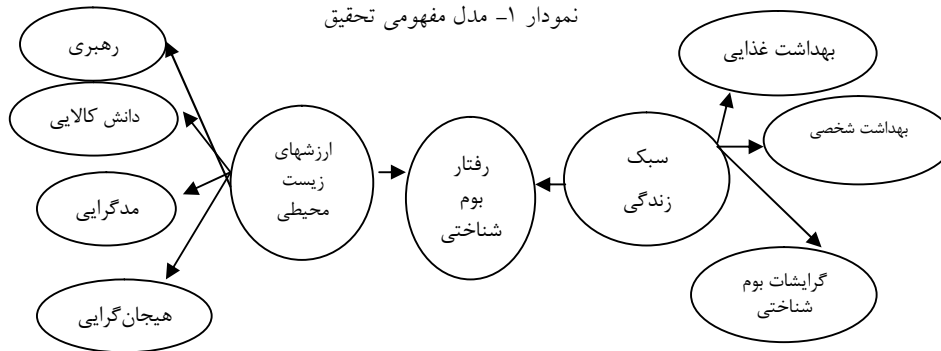 نمودار ۱- مدل مفهومی تحقیق
بهداشت غذایی
بهداشت شخصی
گرایشات بوم
شناختی
سبک
زندگی
رفتار
بوم
شناختی
ارزشهای
زیست
محیطی
رهبری
دانش کالایی
مدگرایی
هیجان‌گرایی